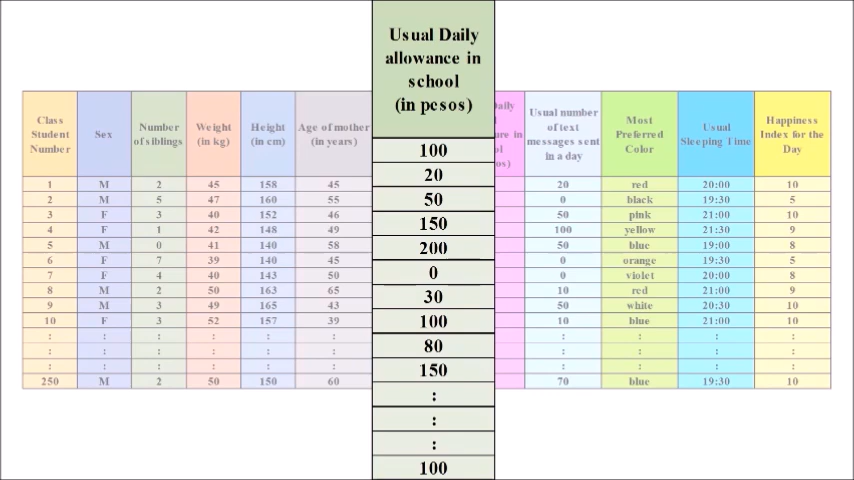 Usual Daily
allowance in
school
(in pesos)
100
20
50
150
200
0
30
100
80
150
:
:
:
100
Class Student Number Sex Number of siblings Weight (in kg) Height (in cm) Age of mother (in years) Usual number of text messages sent in a day Most Preferred Color Usual Sleeping Time Happiness Index for the Day
1 M 2 45 158 45 20 red 20:00 10
2 M 5 47 160 55 0 black 19:30 5
3 F 3 40 152 46 50 pink 21:00 10
4 F 1 42 148 49 100 yellow 21:30 9
5 M 0 41 140 58 50 blue 19:00 8
6 F 7 39 140 45 0 orange 19:30 5
7 F 4 40 143 50 0 violet 20:00 8
8 M 2 50 163 65 10 red 21:00 9
9 M 3 49 165 43 50 white 20:30 10
10 F 3 52 157 39 10 blue 21:00 10
: : : : : : : : : :
: : : : : : : : : :
: : : : : : : : : :
250 M 2 50 150 60 70 blue 19:30 10